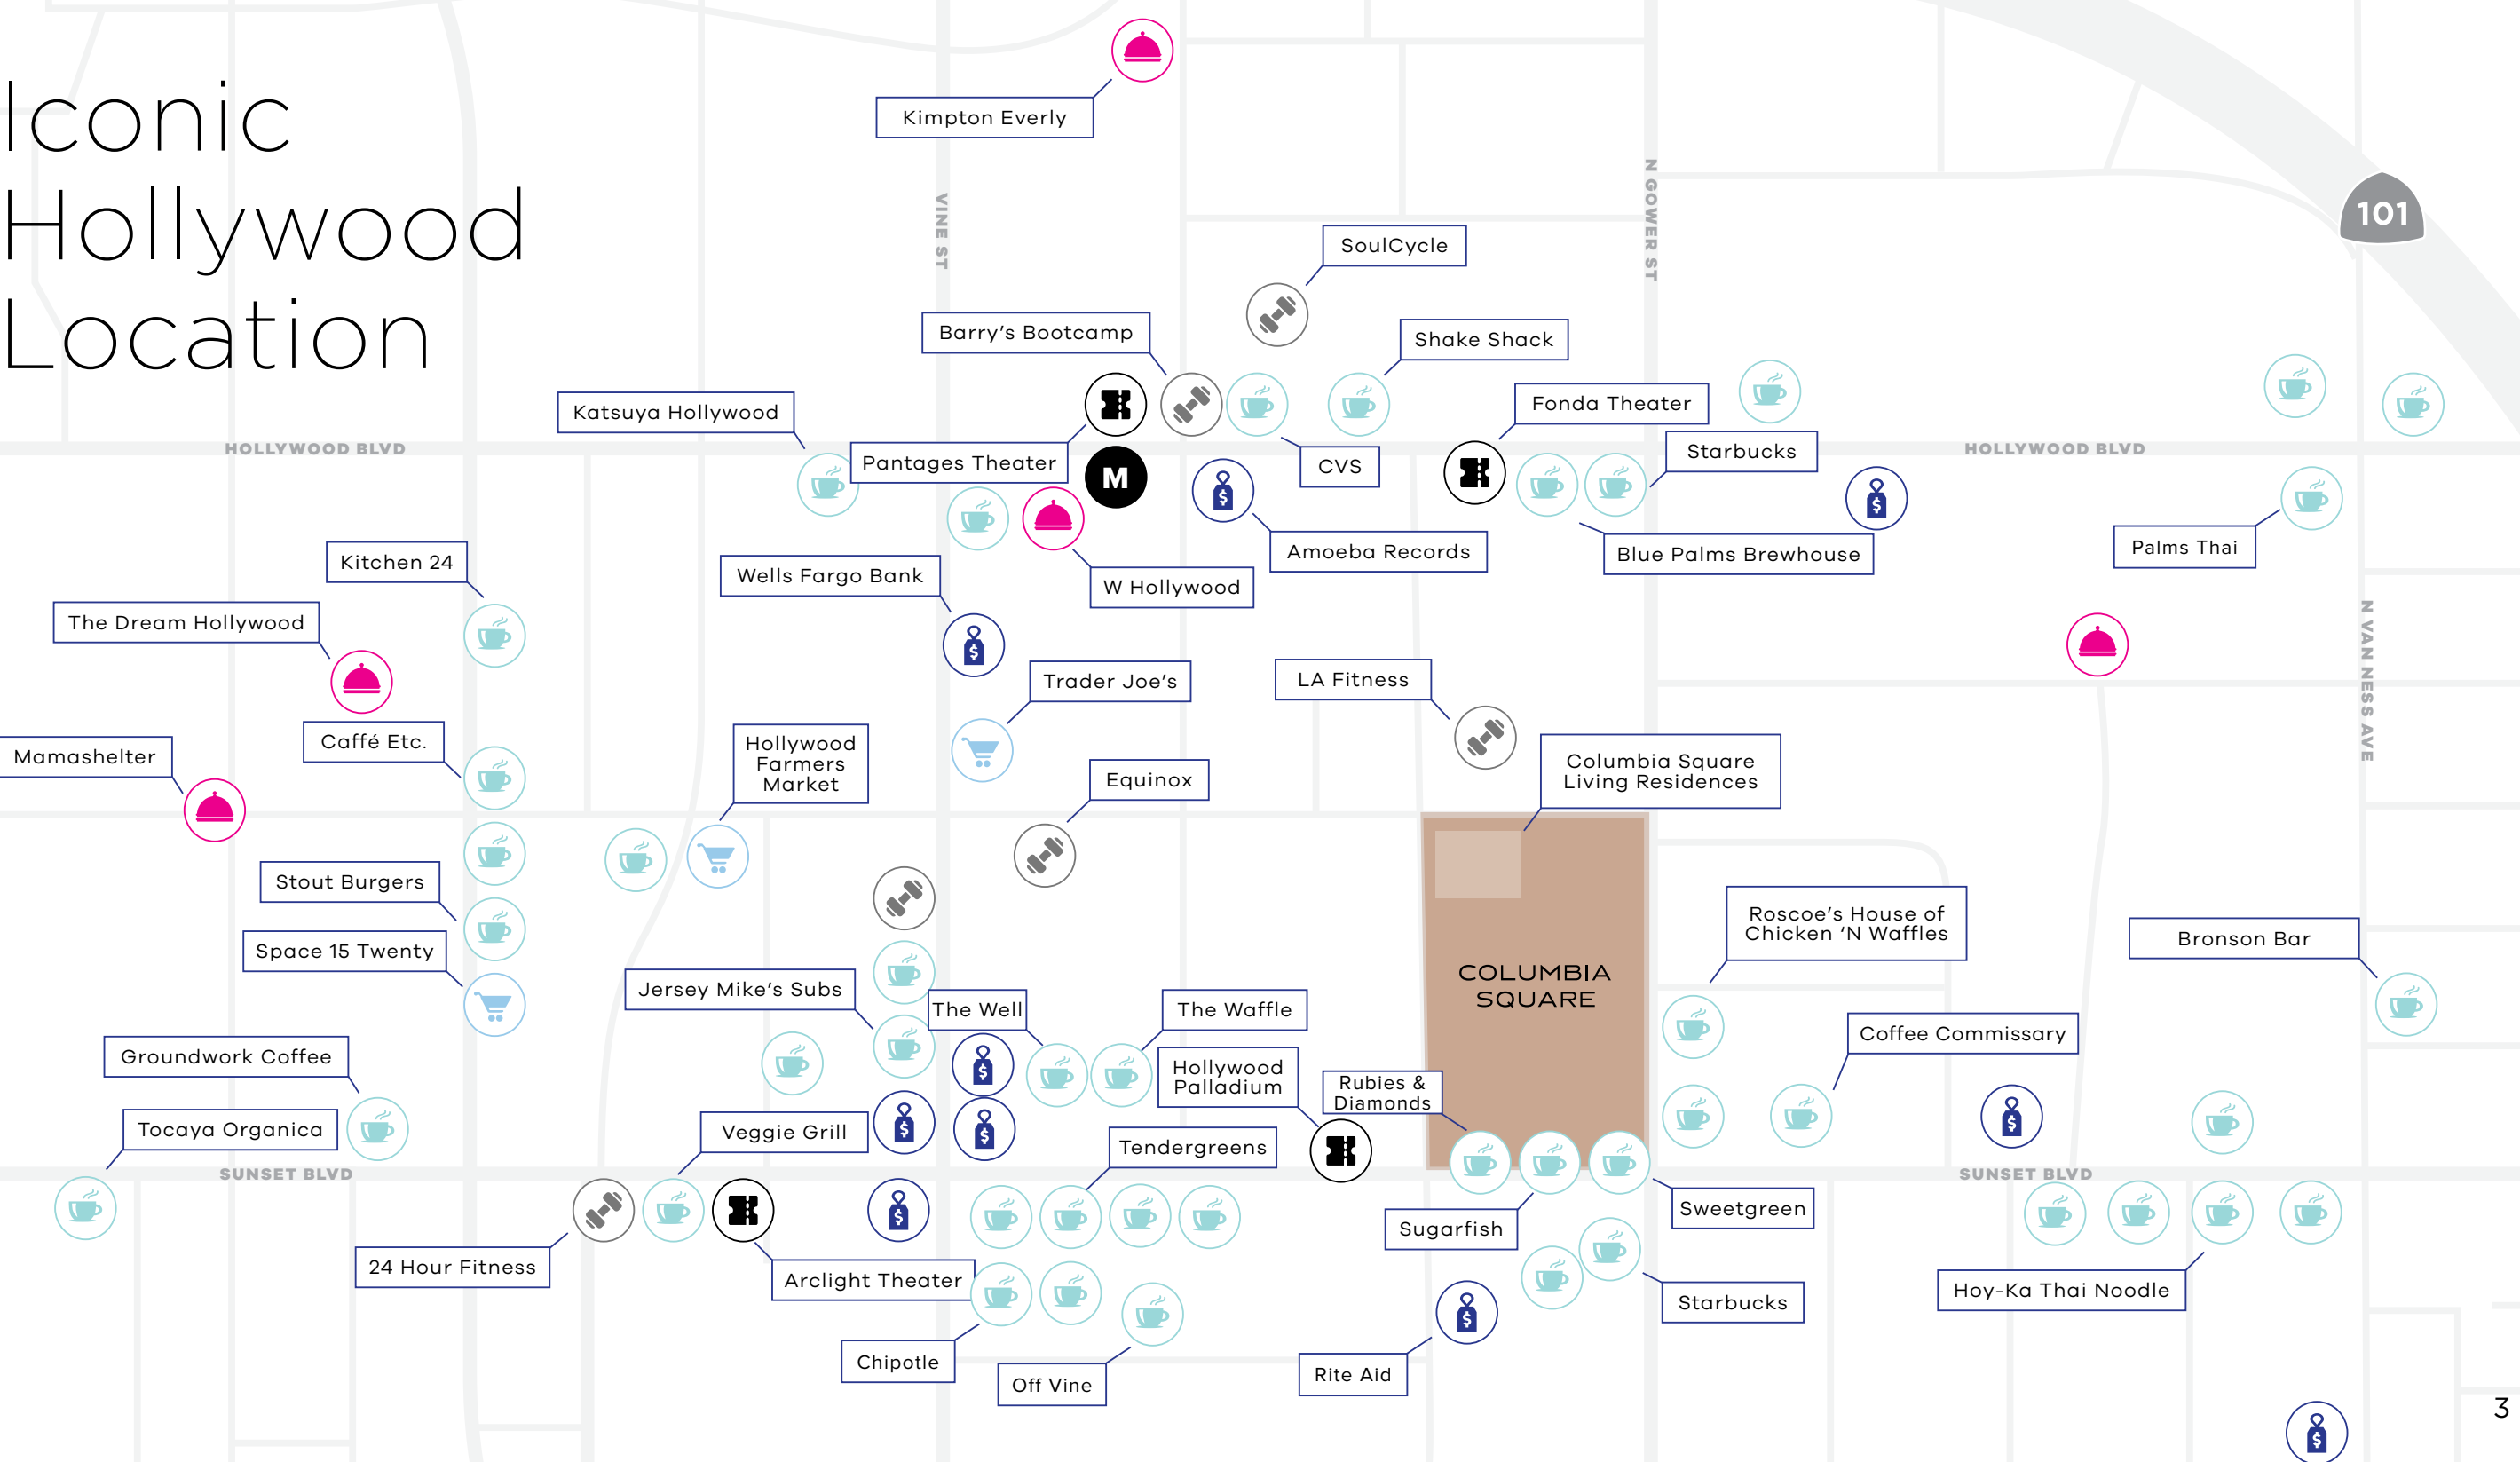 Iconic
Hollywood
Location
Kimpton Everly
VINE ST
N GOWER ST
101
SoulCycle
Barry’s Bootcamp
Shake Shack
Katsuya Hollywood
Fonda Theater
HOLLYWOOD BLVD
Pantages Theater
M
CVS
Starbucks
HOLLYWOOD BLVD
$
$
Amoeba Records
Blue Palms Brewhouse
Palms Thai
Kitchen 24
Wells Fargo Bank
W Hollywood
The Dream Hollywood
$
N VAN NESS AVE
Trader Joe’s
LA Fitness
Mamashelter
Caffé Etc.
Hollywood
Farmers
Market
Equinox
Columbia Square
Living Residences
Stout Burgers
Space 15 Twenty
Roscoe’s House of
Chicken ‘N Waffles
Bronson Bar
COLUMBIA
SQUARE
Jersey Mike’s Subs
The Well
The Waffle
Groundwork Coffee
$
Hollywood
Palladium
Rubies &
Diamonds
Coffee Commissary
Tocaya Organica
Veggie Grill
$
$
Tendergreens
$
SUNSET BLVD
SUNSET BLVD
$
Sugarfish
Sweetgreen
24 Hour Fitness
Arclight Theater
Hoy-Ka Thai Noodle
$
Starbucks
Chipotle
Off Vine
Rite Aid
$
3